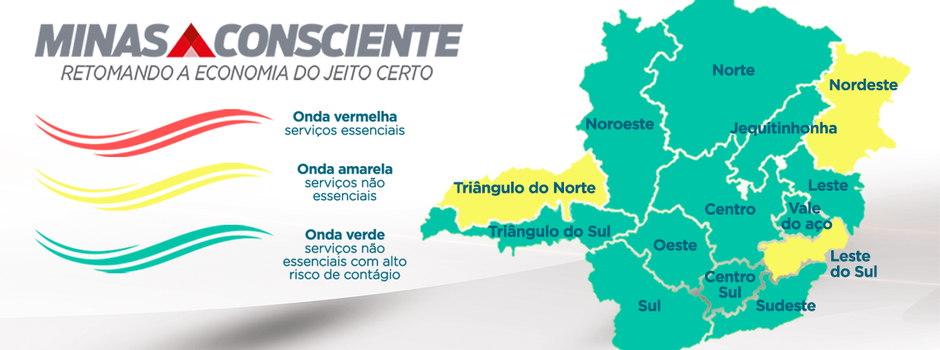 MINAS CONSCIENTE
RETOMANDO A ECONOMIA DO JEITO CERTO
Onda vermelha
serviços essenciais
Onda amarela
serviços não
essenciais
Onda verde
serviços não
essenciais com alto
risco de contágio
Norte
Nordeste
Noroeste
Jequitinhonha
Triângulo do Norte
Leste
Centro
Vale
do aço
Triângulo do Sul
Oeste
Leste
do Sul
Centro
Sul
Sul
Sudeste